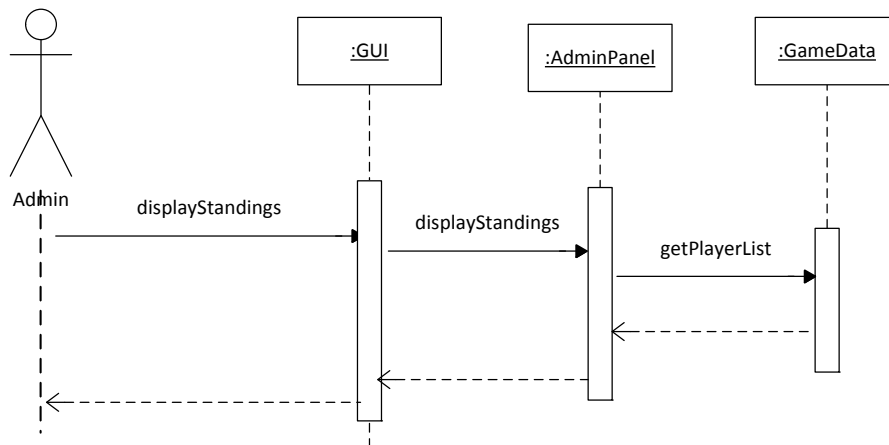 :GUI
:AdminPanel
:GameData
Admin
displayStandings
displayStandings
getPlayerList